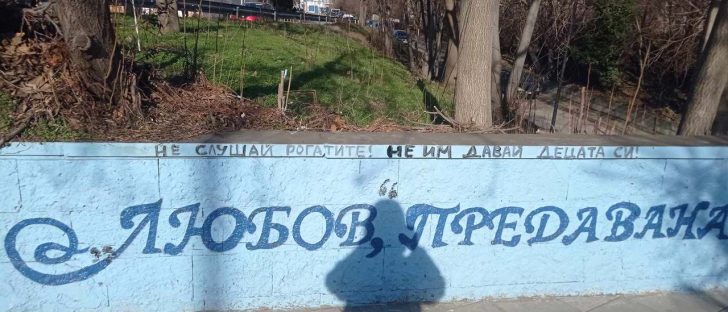 НЕ СЛУШАЙ РОГАТИТЕ! НЕ ИМ ДАВАЙ ДЕЦАТА СИ!
ЛЮБОВ, ПРЕДАВАНА